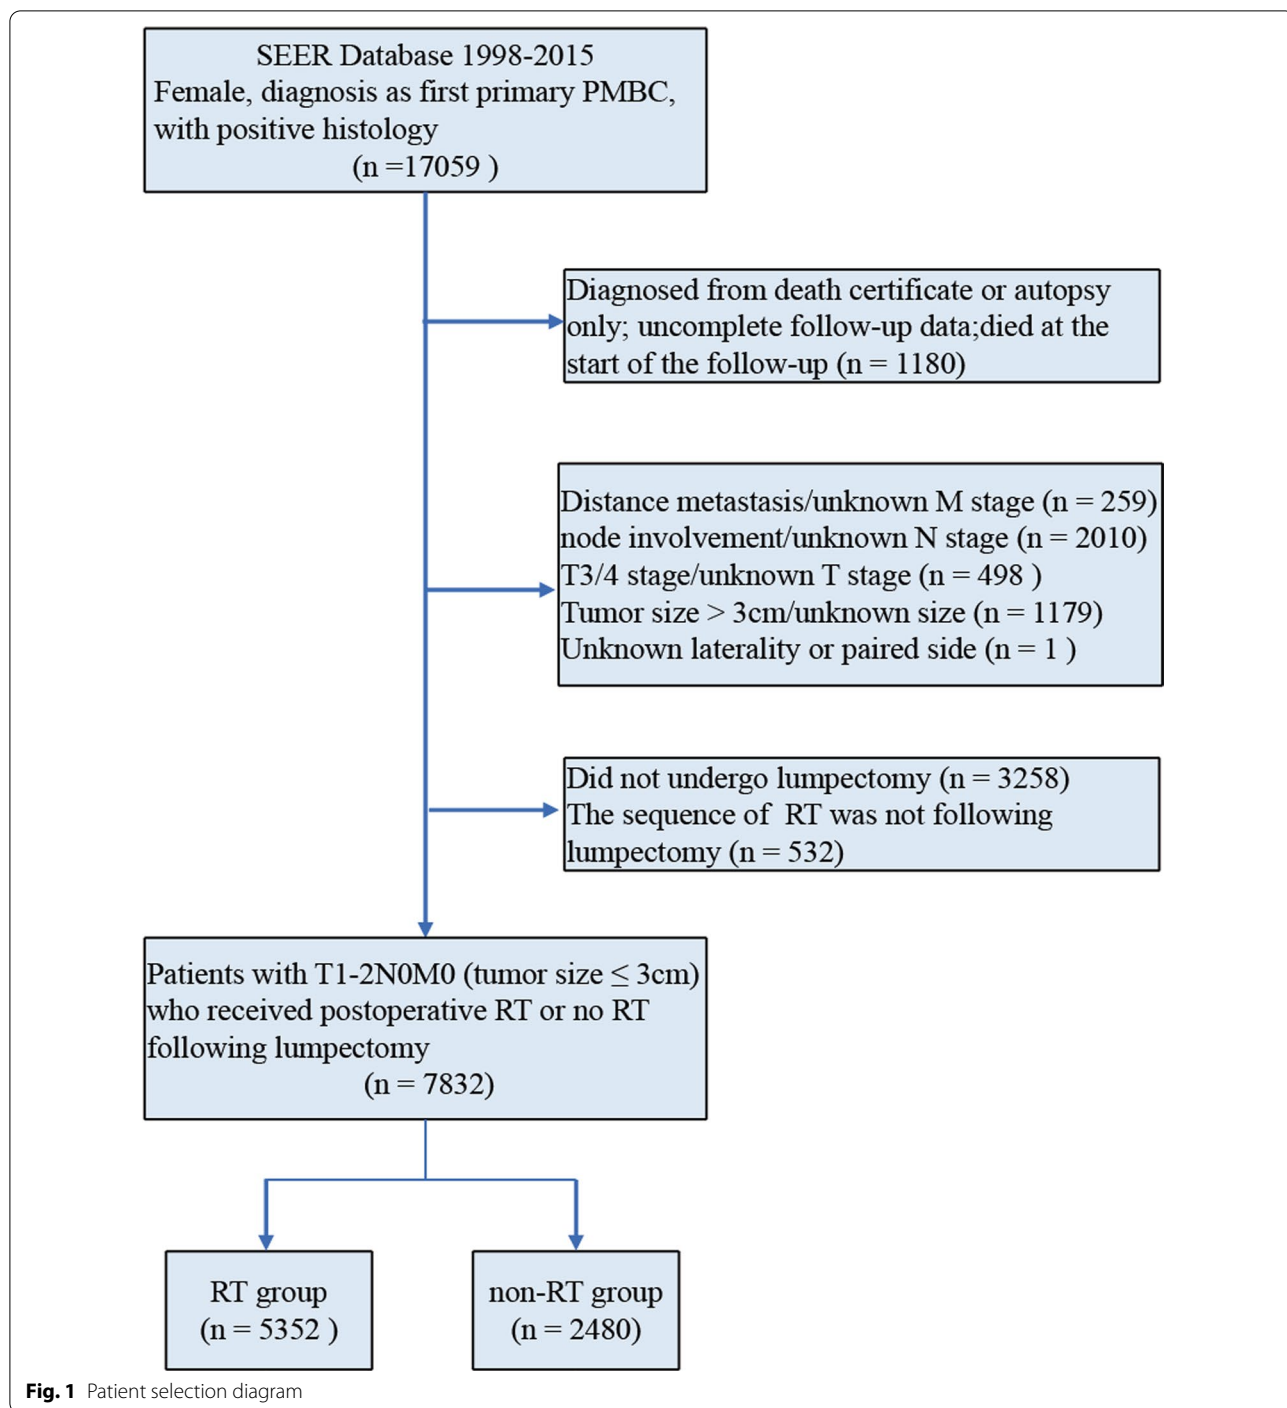 SEER Database 1998-2015
Female, diagnosis as first primary PMBC,
with positive histology
(n =17059 )
Diagnosed from death certificate or autopsy
only; uncomplete follow-up data;died at the
start of the follow-up (n = 1180)
Distance metastasis/unknown M stage (n = 259)
node involvement/unknown N stage (n = 2010)
T3/4 stage/unknown T stage (n = 498 )
Tumor size > 3cm/unknown size (n = 1179)
Unknown laterality or paired side (n = 1 )
Did not undergo lumpectomy (n = 3258)
The sequence of RT was not following
lumpectomy (n = 532)
Patients with T1-2N0M0 (tumor size ≤ 3cm)
who received postoperative RT or no RT
following lumpectomy
(n = 7832)
RT group
(n = 5352 )
non-RT group
(n = 2480)
Fig. 1 Patient selection diagram